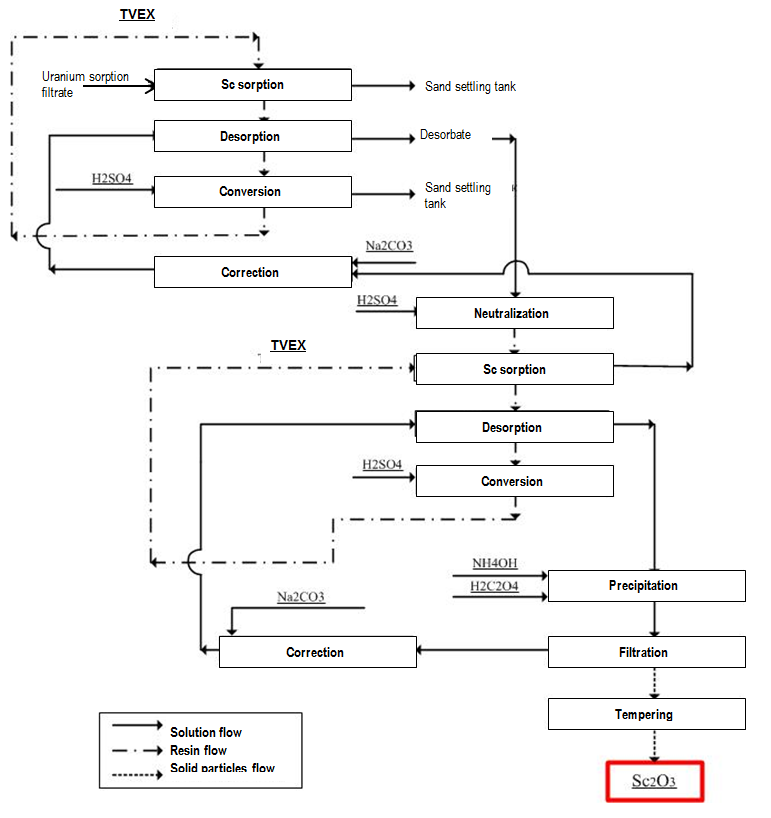 TVEX
Uranium sorption
filtrate
Sc sorption
Sand settling tank
Desorption
Desorbate
H2SO4
Conversion
Sand settling
tank
Na2CO3
Correction
H2SO4
Neutralization
TVEX
Sc sorption
Desorption
H2SO4
Conversion
NH4OH
H2C2O4
Precipitation
Na2CO3
Correction
Filtration
Tempering
Solution flow
Resin flow
Solid particles flow
Sc2O3